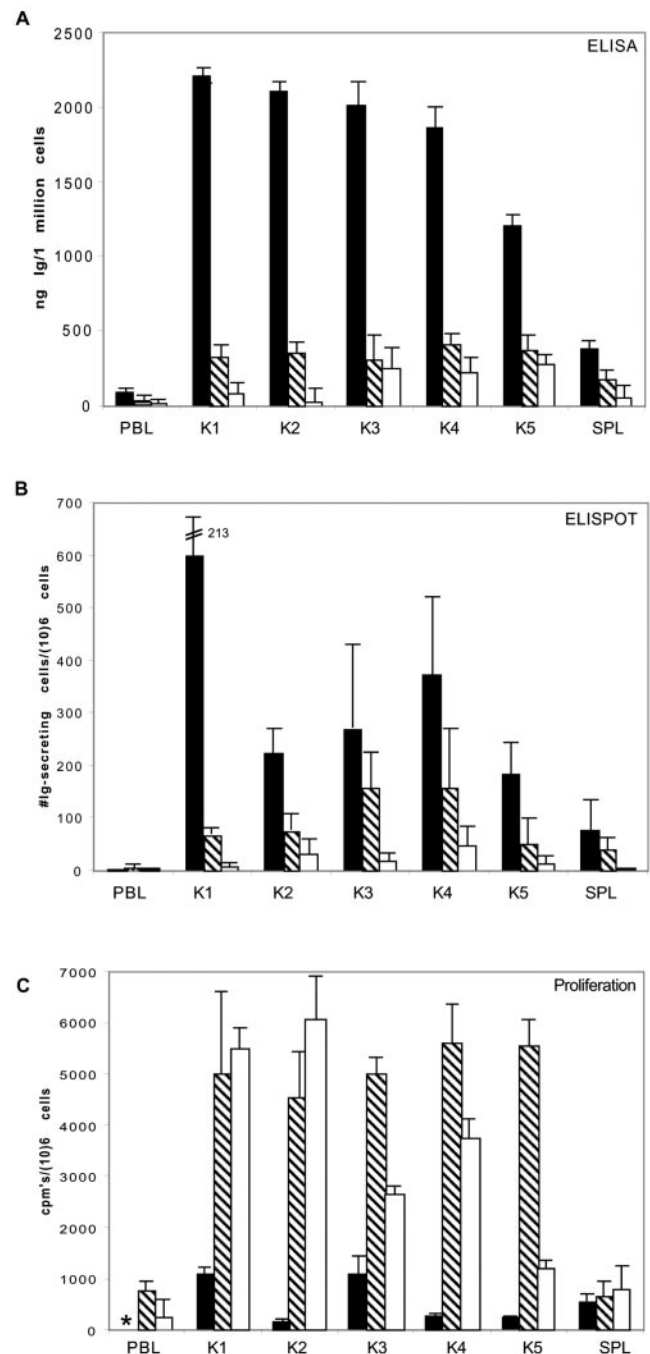 A
ELISA
2500
2000
1500
1000
500
0
ng Ig/1 million cells
PBL K1 K2 K3 K4 K5 SPL
B
ELISPOT
700
600
500
400
300
200
100
0
213
#Ig-secreting cells/(10)6 cells
PBL K1 K2 K3 K4 K5 SPL
C
Proliferation
7000
6000
5000
4000
3000
2000
1000
0
cpm's/(10)6 cells
*
PBL K1 K2 K3 K4 K5 SPL